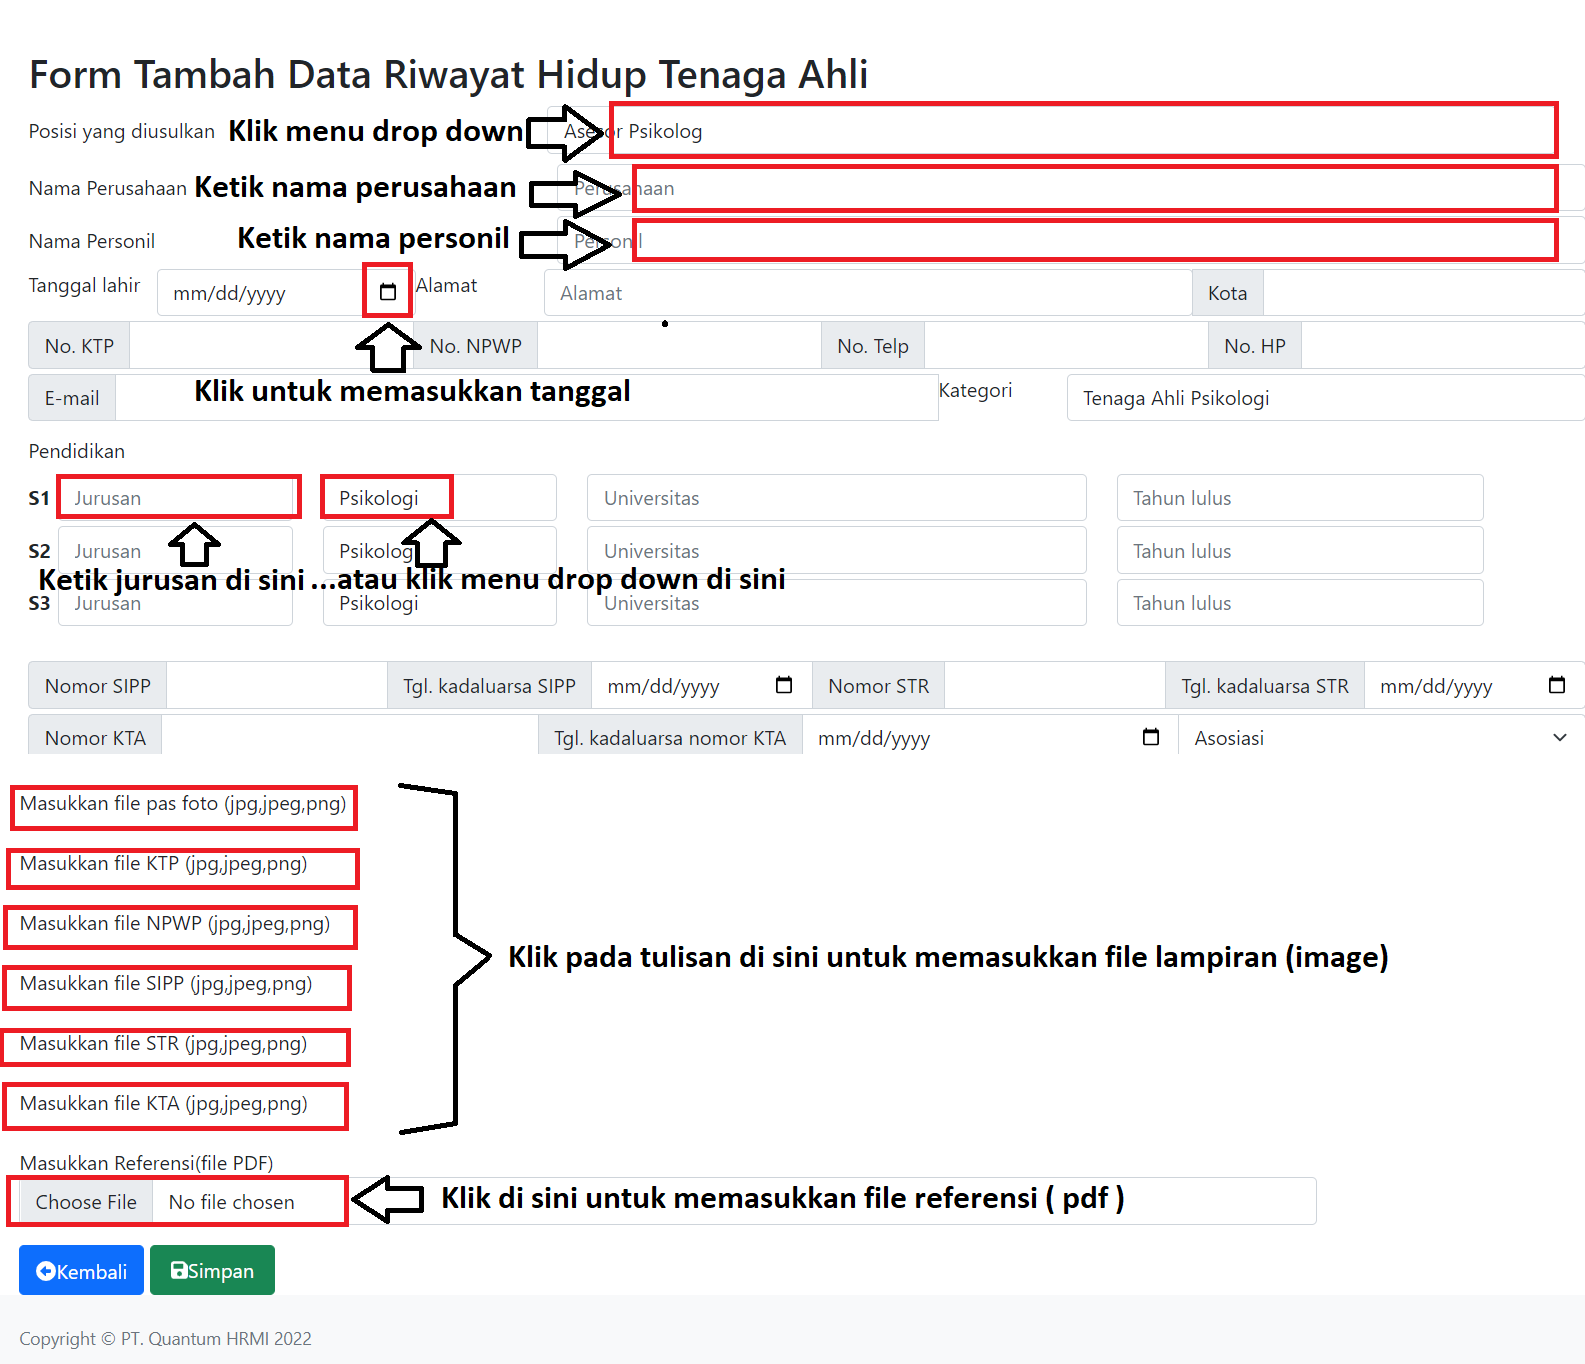 Form Tambah Data Riwayat Hidup Tenaga Ahli
Posisi yang diusulkan Klik menu drop down Asesor Psikolog
Nama Perusahaan Ketik nama perusahaan Perusahaan
Nama Personil Ketik nama personil Personil
Tanggal lahir mm/dd/yyyy Alamat Alamat Kota
No. KTP No. NPWP No. Telp No. HP
Klik untuk memasukkan tanggal
E-mail Kategori Tenaga Ahli Psikologi
Pendidikan
S1 Jurusan Psikologi Universitas Tahun lulus
S2 Jurusan Psikologi Universitas Tahun lulus
Ketik jurusan di sini ...atau klik menu drop down di sini
S3 Jurusan Psikologi Universitas Tahun lulus
Nomor SIPP Tgl. kadaluarsa SIPP mm/dd/yyyy Nomor STR Tgl. kadaluarsa STR mm/dd/yyyy
Nomor KTA Tgl. kadaluarsa nomor KTA mm/dd/yyyy Asosiasi
Masukkan file pas foto (jpg,jpeg,png)
Masukkan file KTP (jpg,jpeg,png)
Masukkan file NPWP (jpg,jpeg,png)
Klik pada tulisan di sini untuk memasukkan file lampiran (image)
Masukkan file SIPP (jpg,jpeg,png)
Masukkan file STR (jpg,jpeg,png)
Masukkan file KTA (jpg,jpeg,png)
Masukkan Referensi(file PDF)
Choose File No file chosen Klik di sini untuk memasukkan file referensi ( pdf )
Kembali Simpan
Copyright © PT. Quantum HRMI 2022